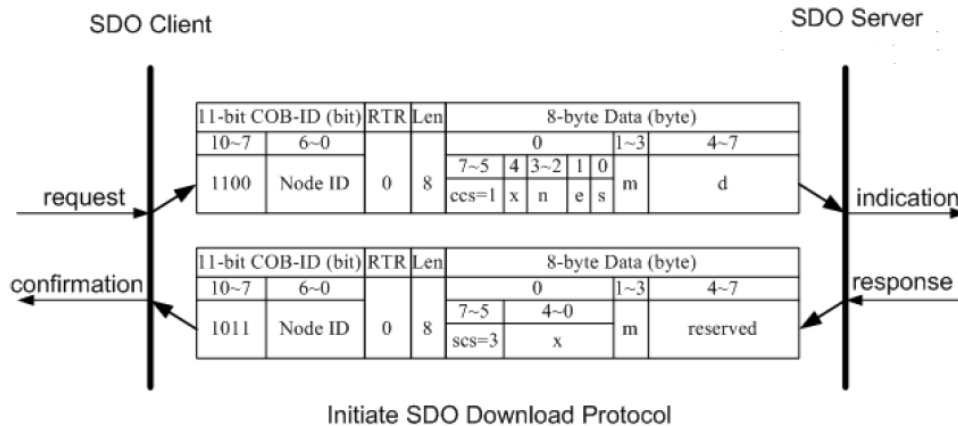 SDO Client
SDO Server
11-bit COB-ID (bit) RTR Len 8-byte Data (byte)
10~7 6~0 0 1~3 4~7
7~5 4 3~2 1 0
1100 Node ID 0 8 m d
ccs=1 x n e s
request
indication
11-bit COB-ID (bit) RTR Len 8-byte Data (byte)
confirmation
response
10~7 6~0 0 1~3 4~7
7~5 4~0
1011 Node ID 0 8 m reserved
scs=3 x
Initiate SDO Download Protocol